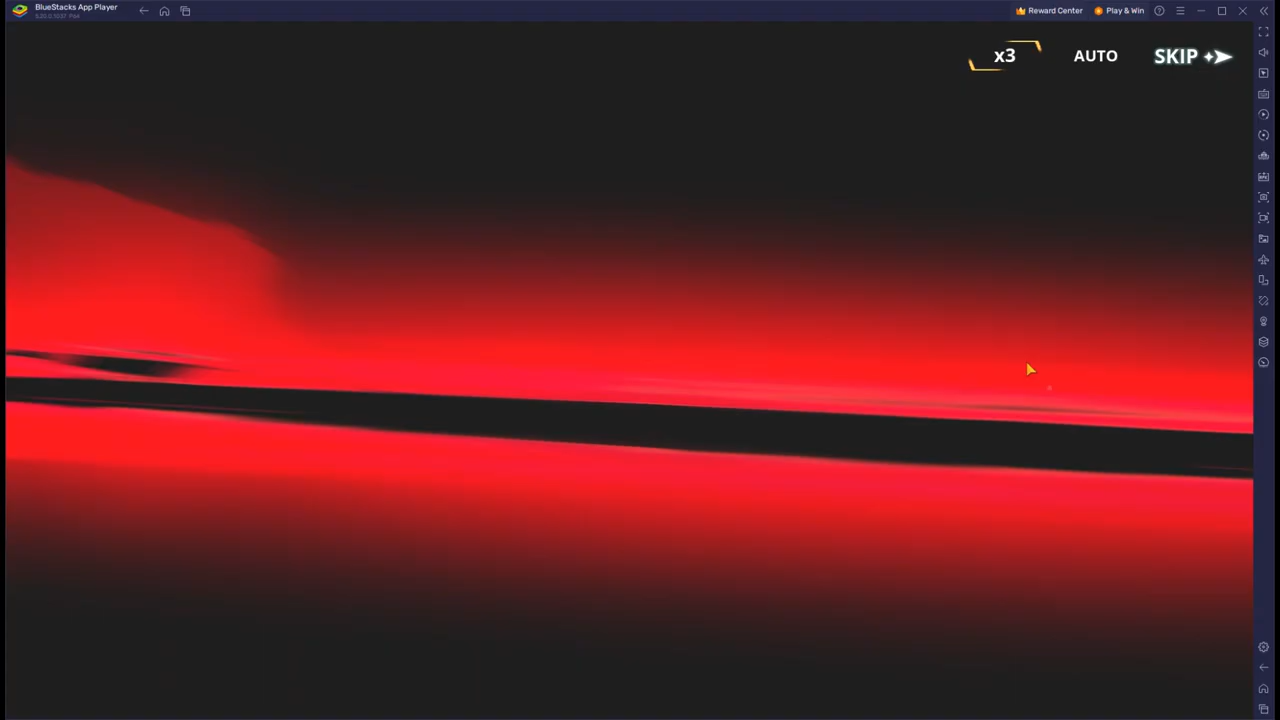 BlueStacks App Player
Reward Center
Play & Win
x3
AUTO
SKIP